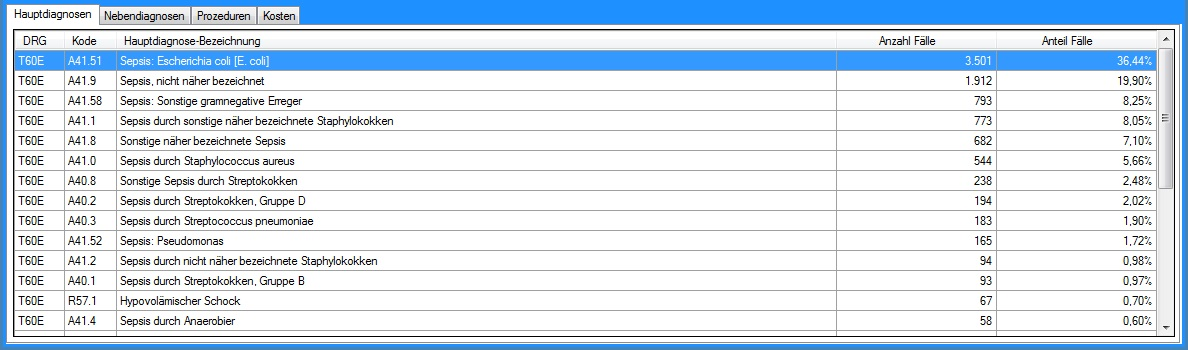 Hauptdiagnosen Nebendiagnosen Prozeduren Kosten
DRG Kode Hauptdiagnose-Bezeichnung Anzahl Fälle Anteil Fälle
T60E A41.51 Sepsis: Escherichia coli [E. coli] 3.501 36,44%
T60E A41.9 Sepsis, nicht näher bezeichnet 1.912 19,90%
T60E A41.58 Sepsis: Sonstige gramnegative Erreger 793 8,25%
T60E A41.1 Sepsis durch sonstige näher bezeichnete Staphylokokken 773 8,05%
T60E A41.8 Sonstige näher bezeichnete Sepsis 682 7,10%
T60E A41.0 Sepsis durch Staphylococcus aureus 544 5,66%
T60E A40.8 Sonstige Sepsis durch Streptokokken 238 2,48%
T60E A40.2 Sepsis durch Streptokokken, Gruppe D 194 2,02%
T60E A40.3 Sepsis durch Streptococcus pneumoniae 183 1,90%
T60E A41.52 Sepsis: Pseudomonas 165 1,72%
T60E A41.2 Sepsis durch nicht näher bezeichnete Staphylokokken 94 0,98%
T60E A40.1 Sepsis durch Streptokokken, Gruppe B 93 0,97%
T60E R57.1 Hypovolämischer Schock 67 0,70%
T60E A41.4 Sepsis durch Anaerobier 58 0,60%